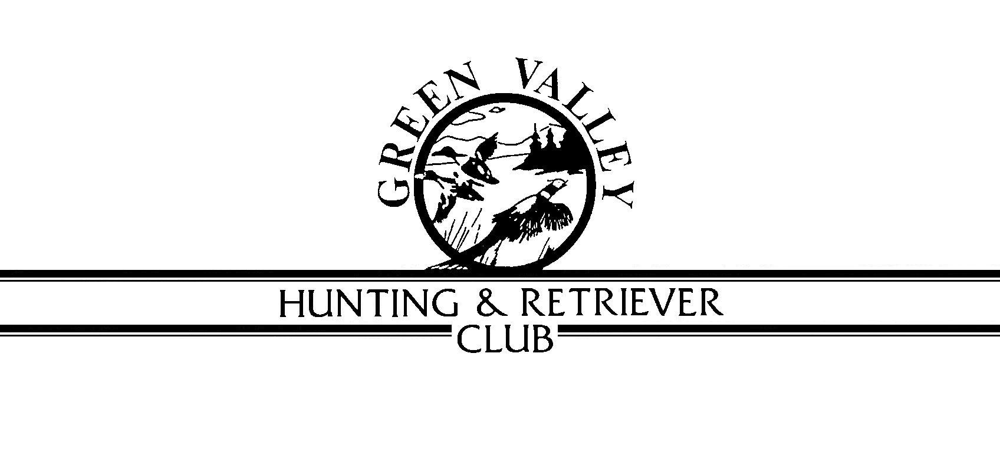 GREEN VALLEY
HUNTING & RETRIEVER
CLUB